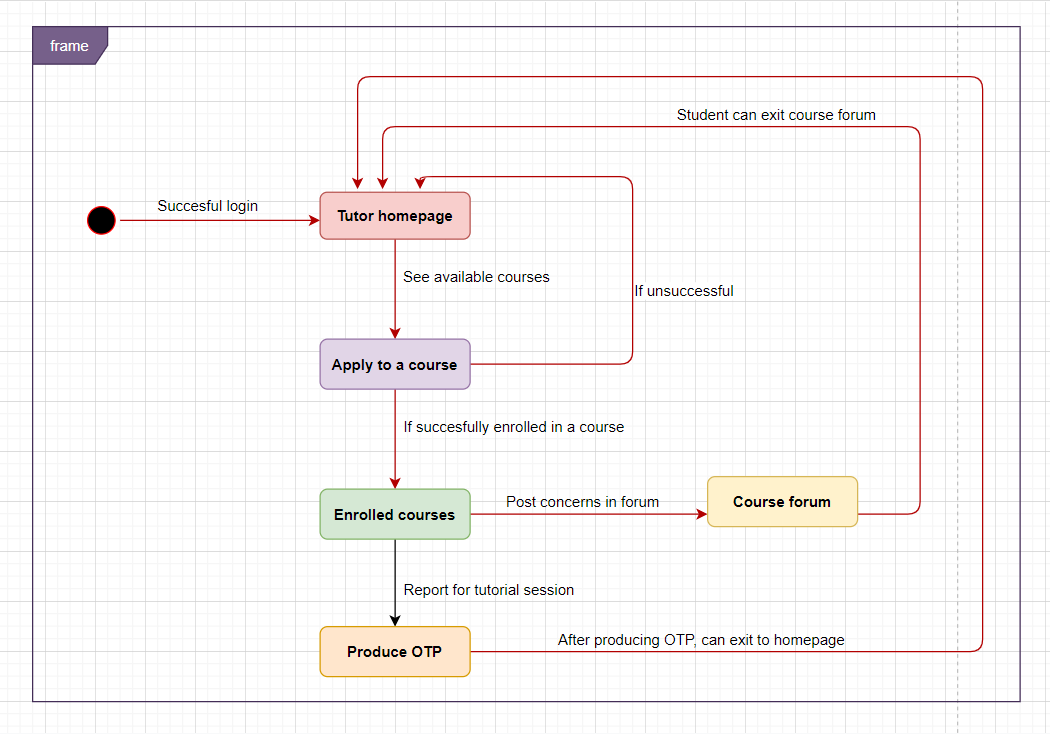 frame
Student can exit course forum
Succesful login
Tutor homepage
See available courses
If unsuccessful
Apply to a course
If succesfully enrolled in a course
Enrolled courses
Post concerns in forum
Course forum
Report for tutorial session
Produce OTP
After producing OTP, can exit to homepage